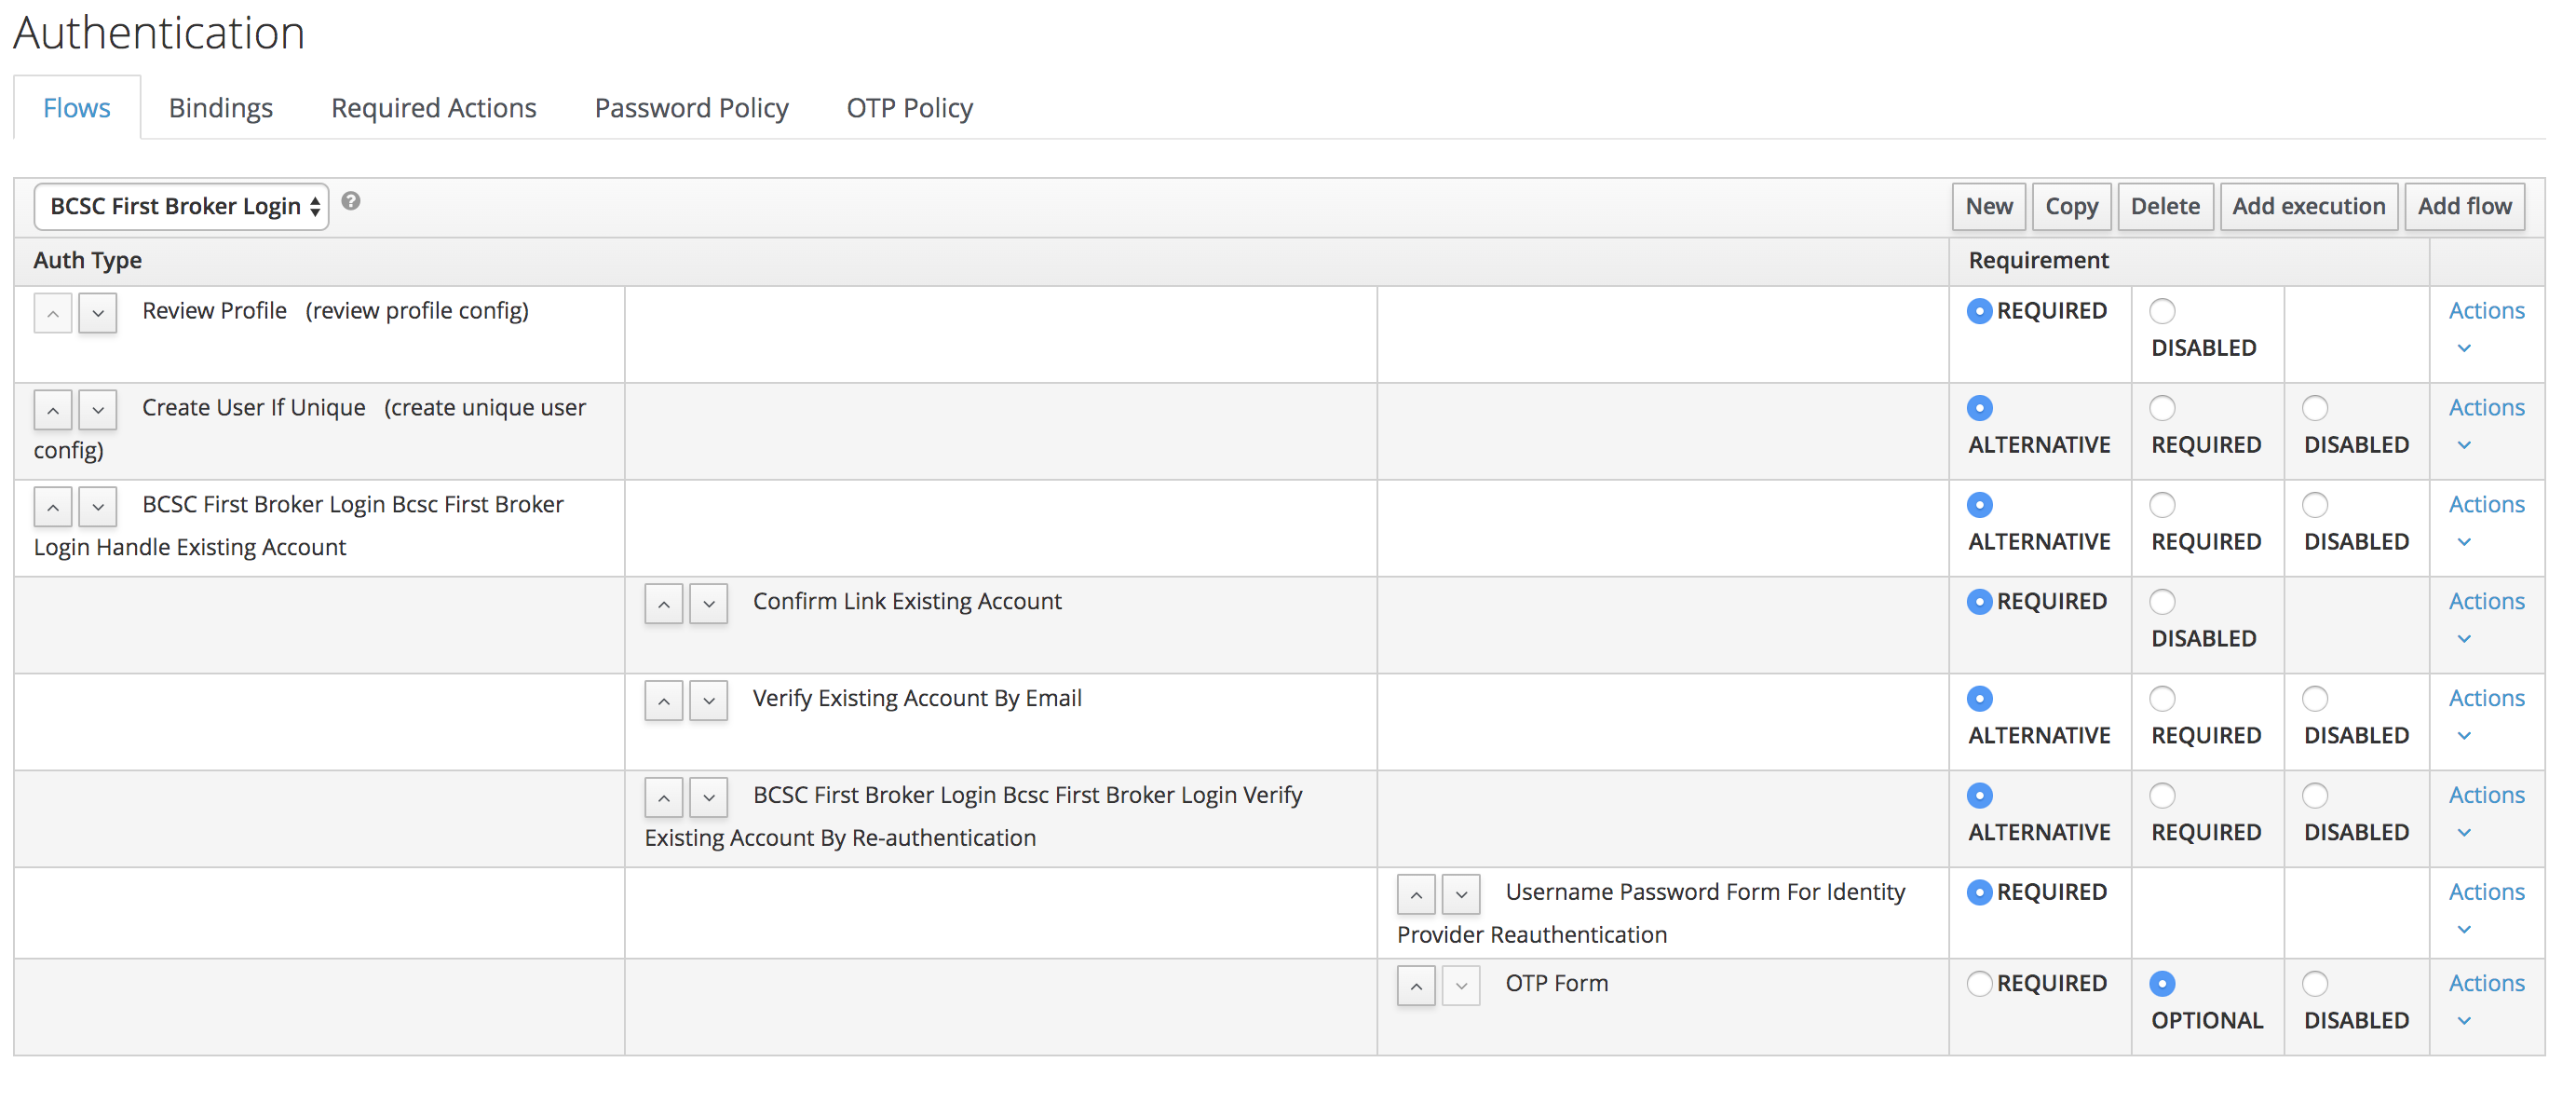 Authentication
Flows Bindings Required Actions Password Policy OTP Policy
BCSC First Broker Login New Copy Delete Add execution Add flow
Auth Type Requirement
Review Profile (review profile config) REQUIRED DISABLED Actions
Create User If Unique (create unique user
config) ALTERNATIVE REQUIRED DISABLED Actions
BCSC First Broker Login Bcsc First Broker
Login Handle Existing Account ALTERNATIVE REQUIRED DISABLED Actions
Confirm Link Existing Account REQUIRED DISABLED Actions
Verify Existing Account By Email ALTERNATIVE REQUIRED DISABLED Actions
BCSC First Broker Login Bcsc First Broker Login Verify
Existing Account By Re-authentication ALTERNATIVE REQUIRED DISABLED Actions
Username Password Form For Identity
Provider Reauthentication REQUIRED Actions
OTP Form REQUIRED OPTIONAL DISABLED Actions